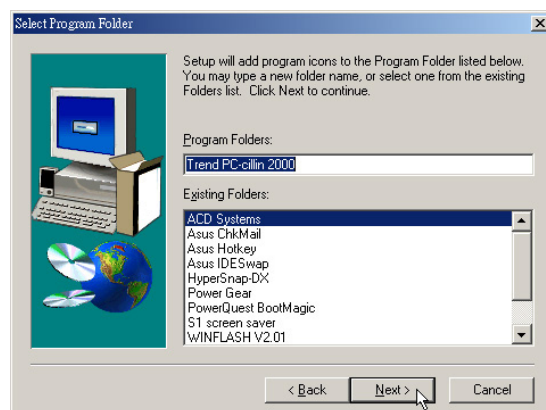 Select Program Folder
Setup will add program icons to the Program Folder listed below.
You may type a new folder name, or select one from the existing
Folders list. Click Next to continue.
Program Folders:
Trend PC-cillin 2000
Existing Folders:
ACD Systems
Asus ChkMail
Asus Hotkey
Asus IDESwap
HyperSnap-DX
Power Gear
PowerQuest BootMagic
S1 screen saver
WINFLASH V2.01
< Back
Next >
Cancel